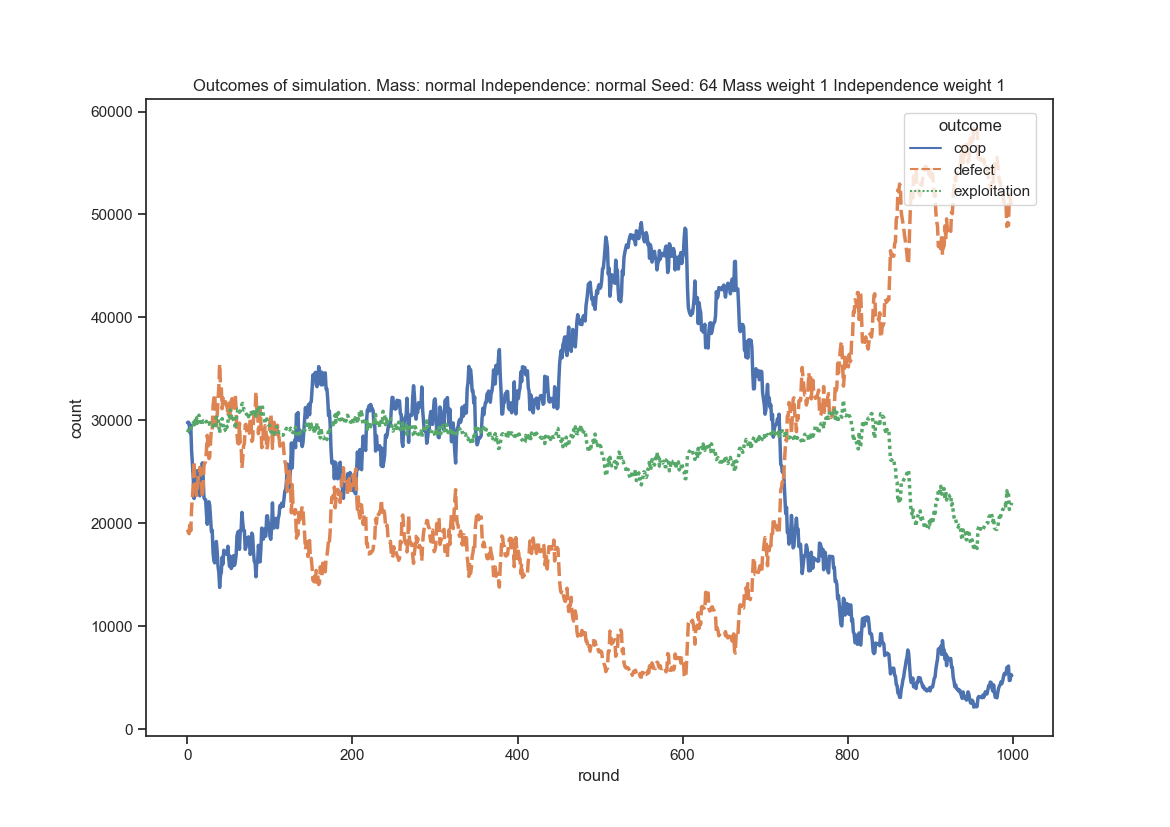 Outcomes of simulation. Mass: normal Independence: normal Seed: 64 Mass weight 1 Independence weight 1
60000
50000
40000
30000
20000
10000
0
count
outcome
coop
defect
exploitation
0
200
400
600
800
1000
round